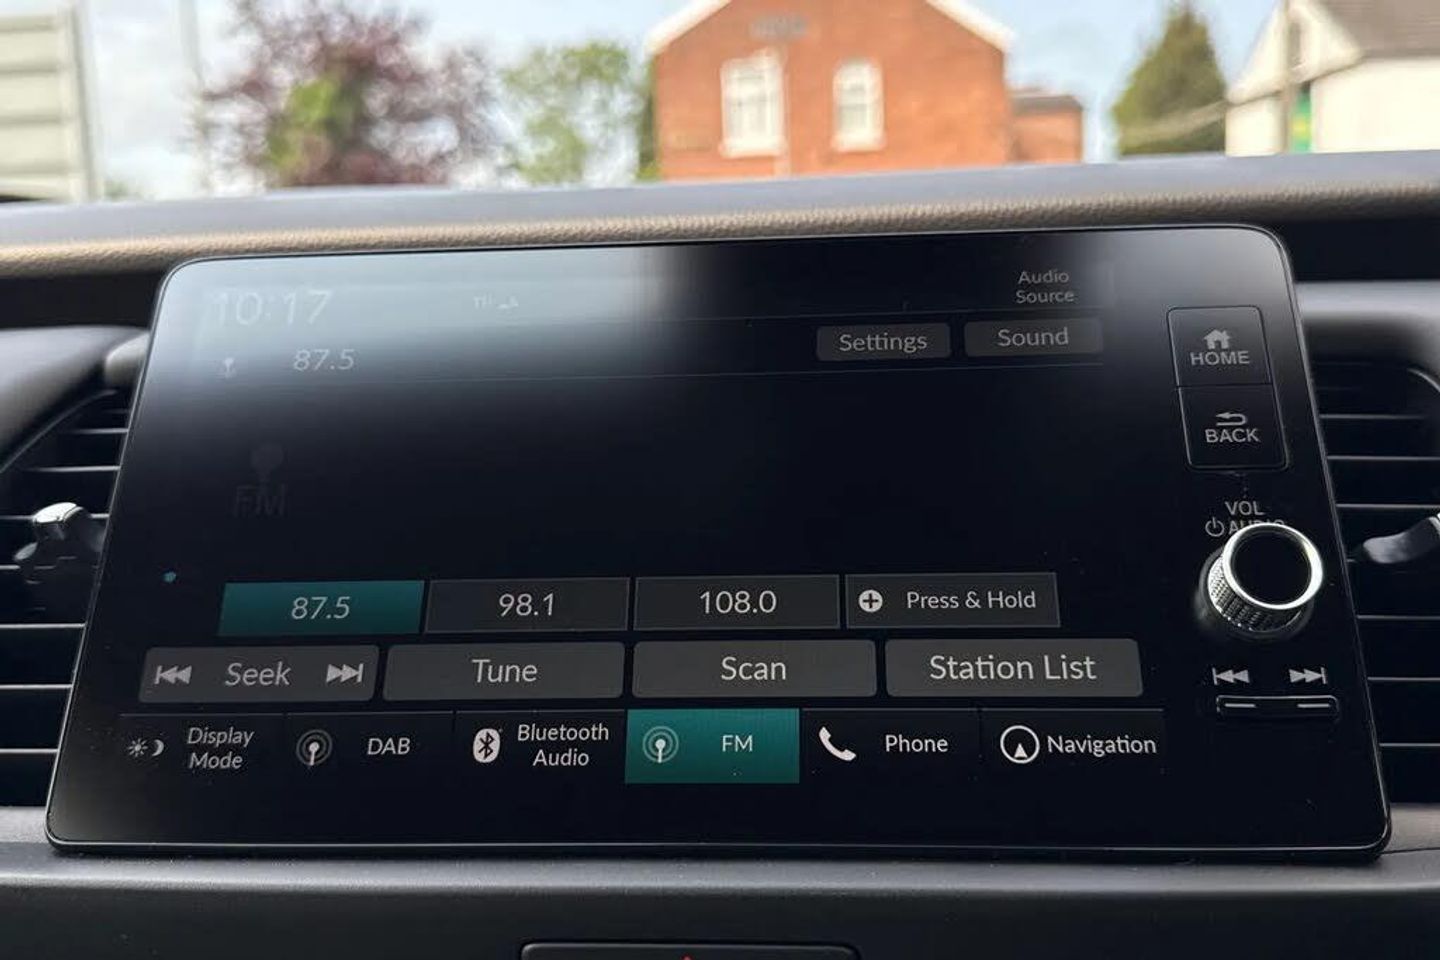 10:17
Audio
Source
87.5
Settings
Sound
HOME
BACK
FM
VOL
AUDIO
87.5
98.1
108.0
Press & Hold
Seek
Tune
Scan
Station List
Display
Mode
DAB
Bluetooth
Audio
FM
Phone
Navigation